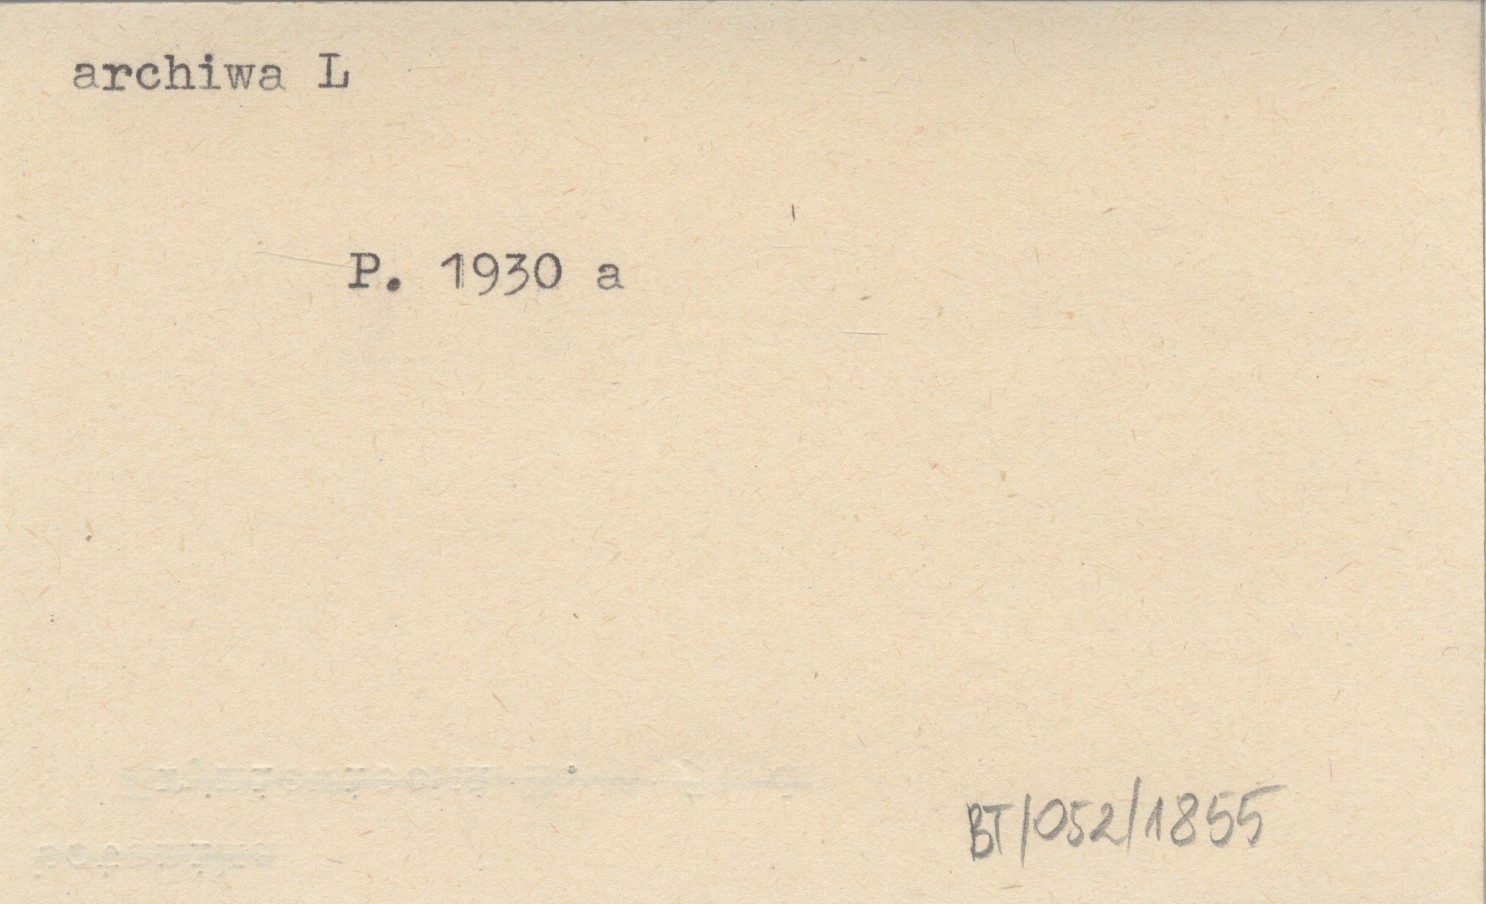 archiwa L
P. 1930 a
BT/052/1855